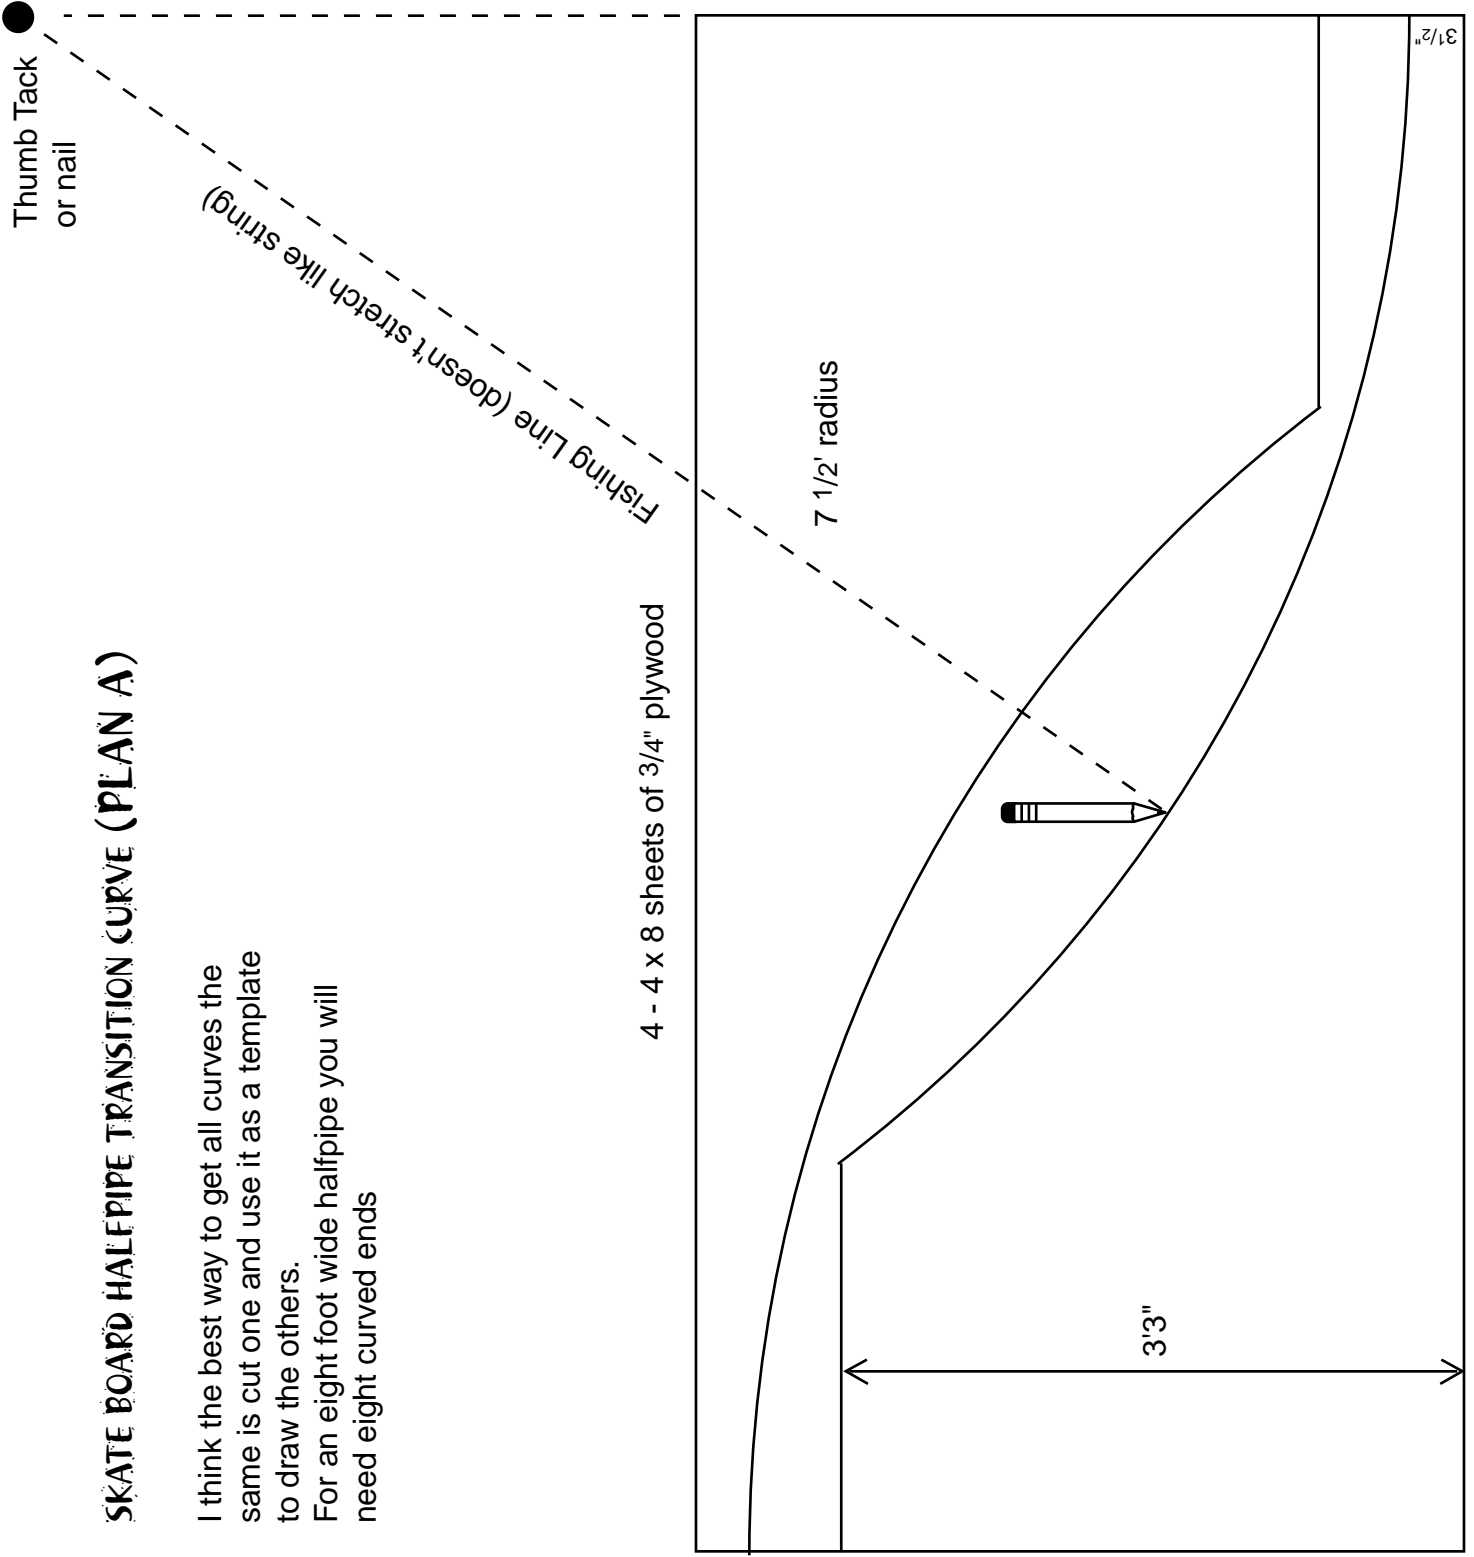 SKATE BOARD HALFPIPE TRANSITION CURVE (PLAN A)
I think the best way to get all curves the
same is cut one and use it as a template
to draw the others.
For an eight foot wide halfpipe you will
need eight curved ends
Thumb Tack
or nail
Fishing Line (doesn't stretch like string)
4 - 4 x 8 sheets of 3/4" plywood
7 1/2' radius
3'3"
31/2"